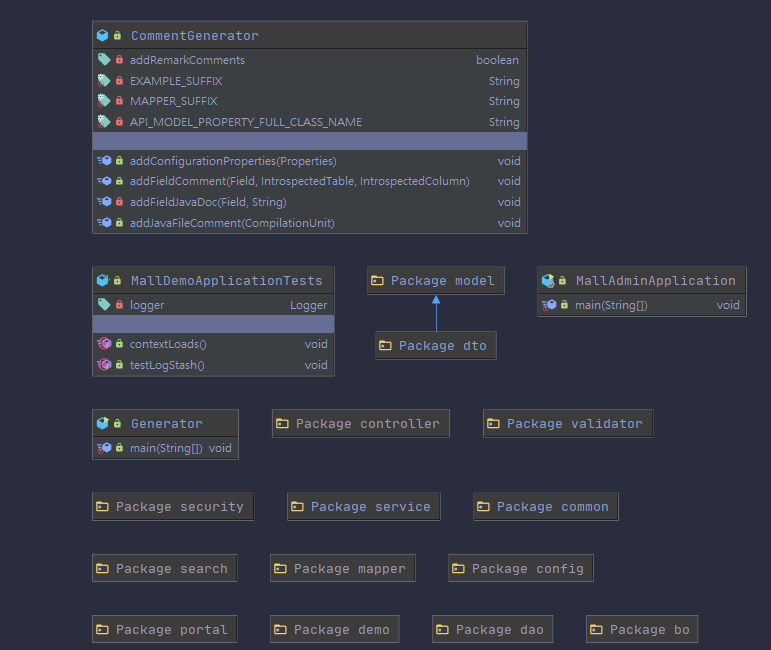 CommentGenerator
addRemarkComments boolean
EXAMPLE_SUFFIX String
MAPPER_SUFFIX String
API_MODEL_PROPERTY_FULL_CLASS_NAME String
addConfigurationProperties(Properties) void
addFieldComment(Field, IntrospectedTable, IntrospectedColumn) void
addFieldJavaDoc(Field, String) void
addJavaFileComment(CompilationUnit) void
MallDemoApplicationTests
logger Logger
contextLoads() void
testLogStash() void
Package model
Package dto
MallAdminApplication
main(String[]) void
Generator
main(String[]) void
Package controller
Package validator
Package security
Package service
Package common
Package search
Package mapper
Package config
Package portal
Package demo
Package dao
Package bo